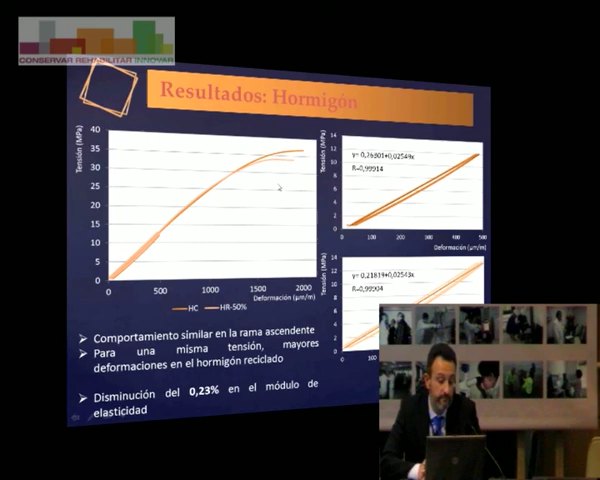 CONSERVAR REHABILITAR INNOVAR
Resultados: Hormigón
Tensión (MPa)
40
35
30
25
20
15
10
5
0
0 500 1000 1500 2000
Deformación (µm/m)
HC HR-50%
Tensión (MPa)
14
12
10
8
6
4
2
0
y= 0,26301+0,02549x
R=0,99914
0 100 200 300 400 500
Deformación (µm/m)
Tensión (MPa)
14
12
10
8
6
4
2
0
y= 0,21819+0,02543x
R=0,99904
0 100
Comportamiento similar en la rama ascendente
Para una misma tensión, mayores
deformaciones en el hormigón reciclado
Disminución del 0,23% en el módulo de
elasticidad